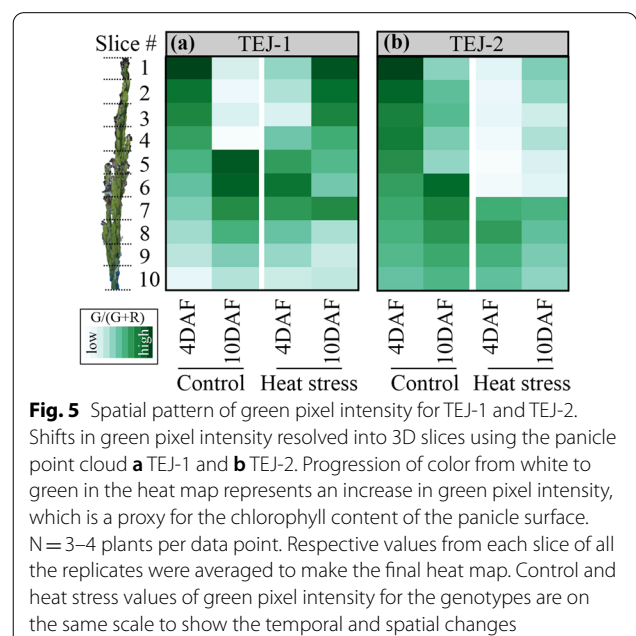 Slice # (a) TEJ-1 (b) TEJ-2
1
2
3
4
5
6
7
8
9
10
G/(G+R)
low high
4DAF 10DAF 4DAF 10DAF 4DAF 10DAF 4DAF 10DAF
Control Heat stress Control Heat stress
Fig. 5 Spatial pattern of green pixel intensity for TEJ-1 and TEJ-2.
Shifts in green pixel intensity resolved into 3D slices using the panicle
point cloud a TEJ-1 and b TEJ-2. Progression of color from white to
green in the heat map represents an increase in green pixel intensity,
which is a proxy for the chlorophyll content of the panicle surface.
N = 3–4 plants per data point. Respective values from each slice of all
the replicates were averaged to make the final heat map. Control and
heat stress values of green pixel intensity for the genotypes are on
the same scale to show the temporal and spatial changes